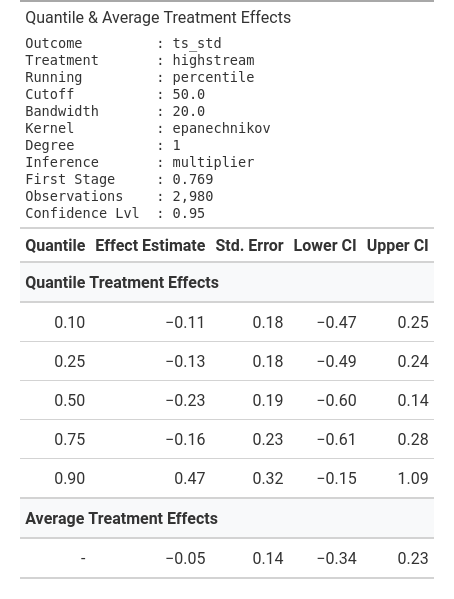 Quantile & Average Treatment Effects
Outcome : ts_std
Treatment : highstream
Running : percentile
Cutoff : 50.0
Bandwidth : 20.0
Kernel : epanechnikov
Degree : 1
Inference : multiplier
First Stage : 0.769
Observations : 2,980
Confidence Lvl : 0.95
Quantile Effect Estimate Std. Error Lower CI Upper CI
Quantile Treatment Effects
0.10 −0.11 0.18 −0.47 0.25
0.25 −0.13 0.18 −0.49 0.24
0.50 −0.23 0.19 −0.60 0.14
0.75 −0.16 0.23 −0.61 0.28
0.90 0.47 0.32 −0.15 1.09
Average Treatment Effects
- −0.05 0.14 −0.34 0.23